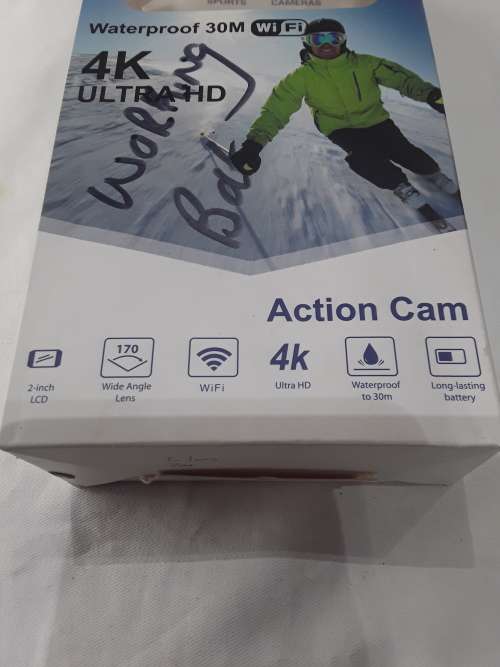 SPORTS CAMERAS
Waterproof 30M WiFi
4K
ULTRA HD
WORKING
Action Cam
170
4k
2-inch
LCD
Wide Angle
Lens
WiFi
Ultra HD
Waterproof
to 30m
Long-lasting
battery